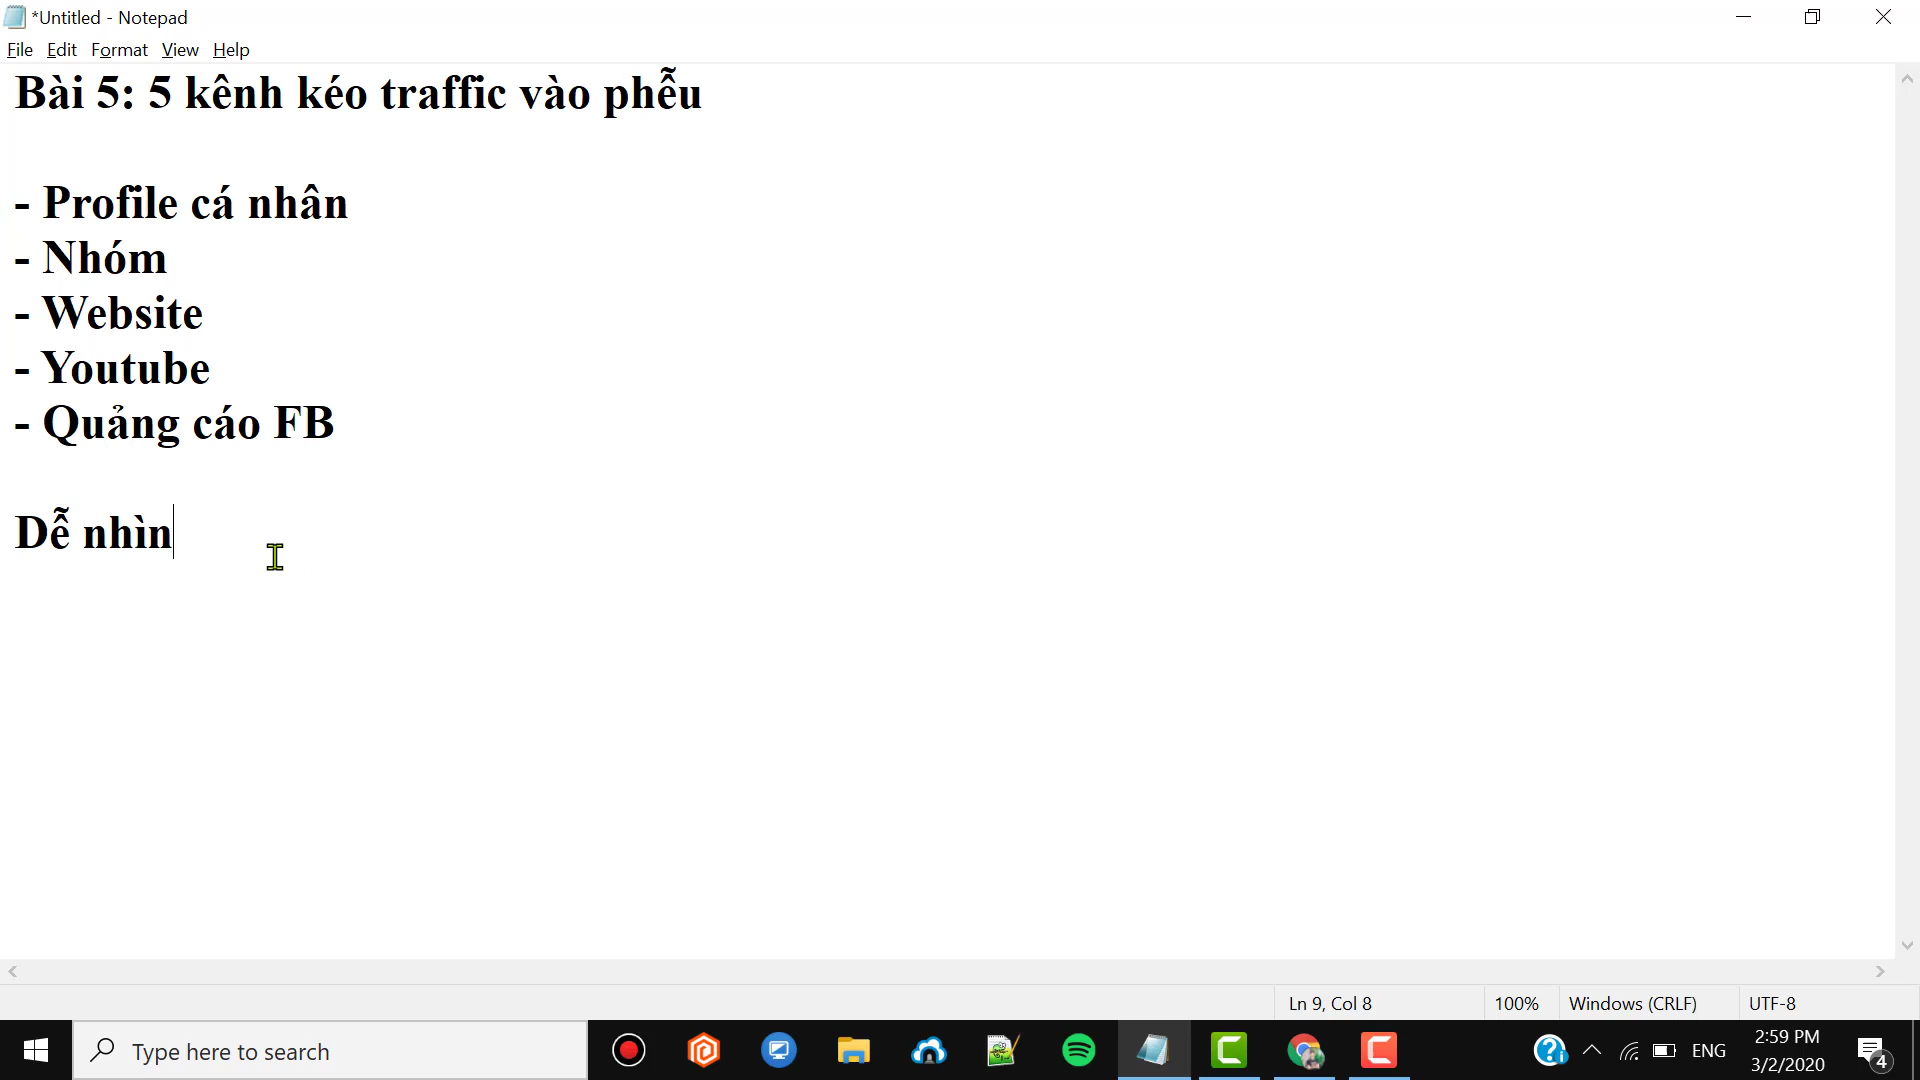 *Untitled - Notepad
File Edit Format View Help
Bài 5: 5 kênh kéo traffic vào phễu
- Profile cá nhân
- Nhóm
- Website
- Youtube
- Quảng cáo FB
Dễ nhìn
Ln 9, Col 8 100% Windows (CRLF) UTF-8
Type here to search
ENG
2:59 PM
3/2/2020
4